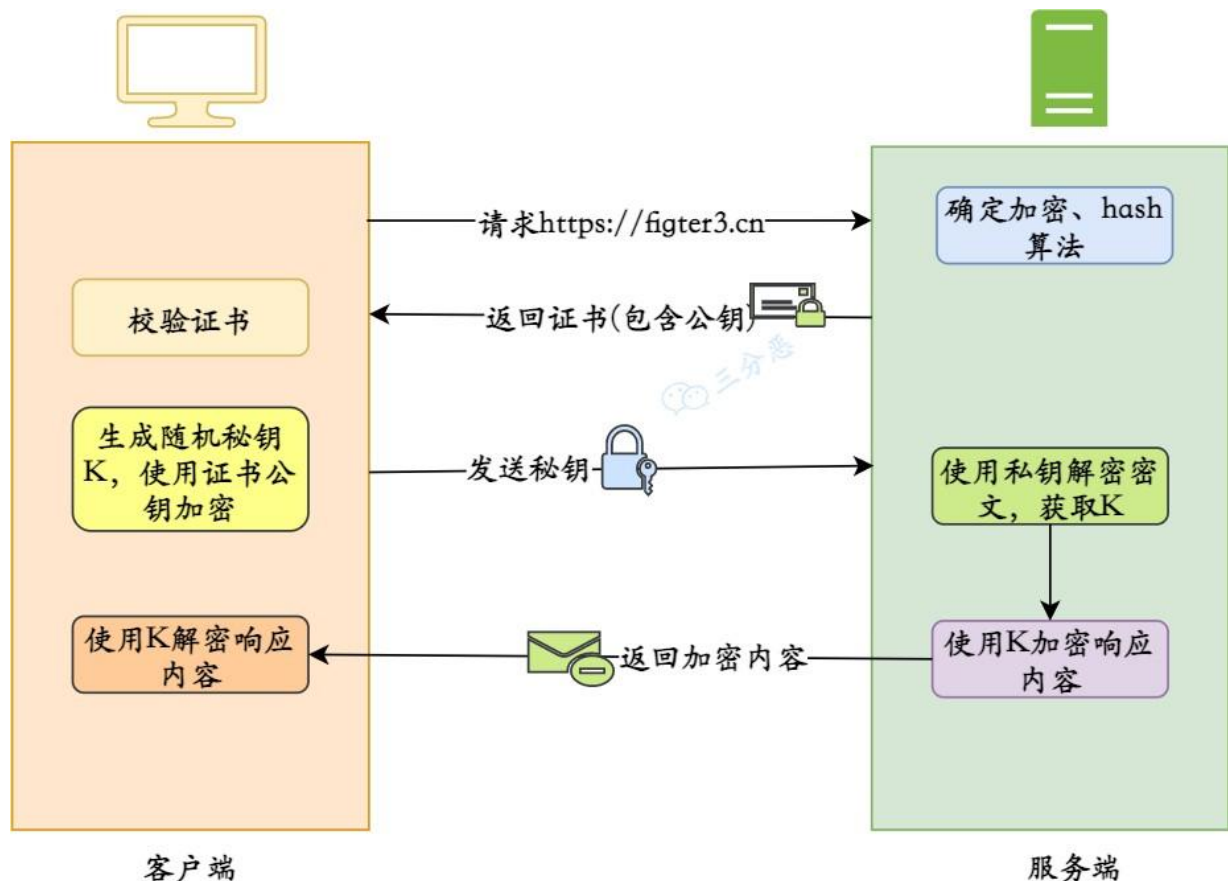 请求https://figter3.cn
确定加密、hash
算法
校验证书
返回证书(包含公钥)
三分恶
生成随机秘钥
K，使用证书公
钥加密
发送秘钥
使用私钥解密密
文，获取K
使用K解密响应
内容
返回加密内容
使用K加密响应
内容
客户端
服务端